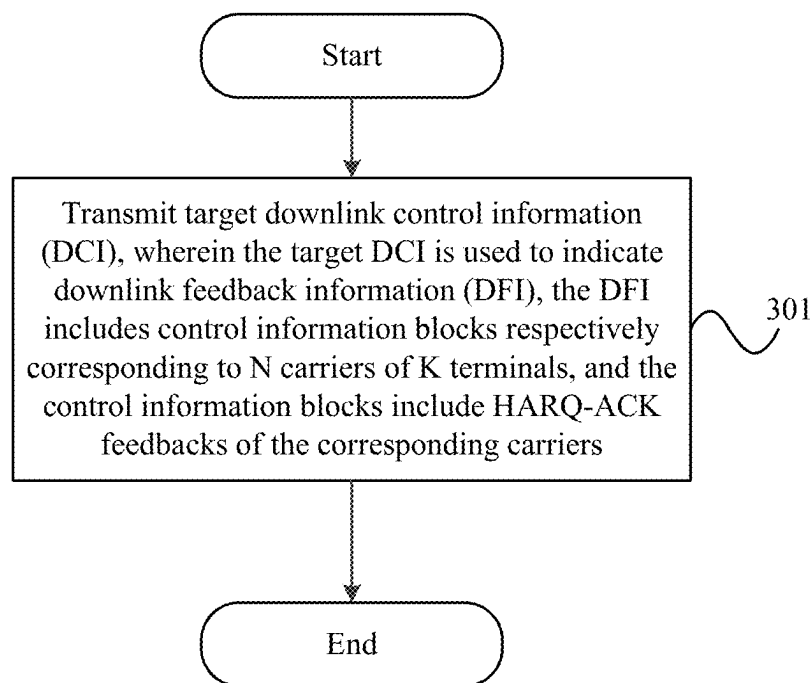 Start
Transmit target downlink control information
(DCI), wherein the target DCI is used to indicate
downlink feedback information (DFI), the DFI
includes control information blocks respectively
corresponding to N carriers of K terminals, and the
control information blocks include HARQ-ACK
feedbacks of the corresponding carriers
301
End